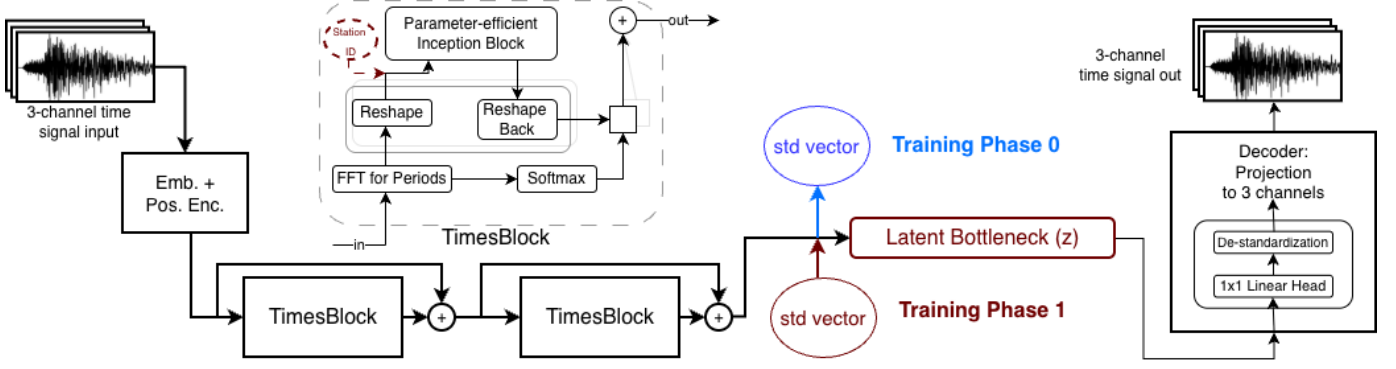 3-channel time
signal input
Emb. +
Pos. Enc.
Station
ID
Parameter-efficient
Inception Block
+
out
Reshape
Reshape
Back
FFT for Periods
Softmax
in
TimesBlock
TimesBlock
+
TimesBlock
+
std vector
Training Phase 0
std vector
Training Phase 1
Latent Bottleneck (z)
3-channel
time signal out
Decoder:
Projection
to 3 channels
De-standardization
1x1 Linear Head